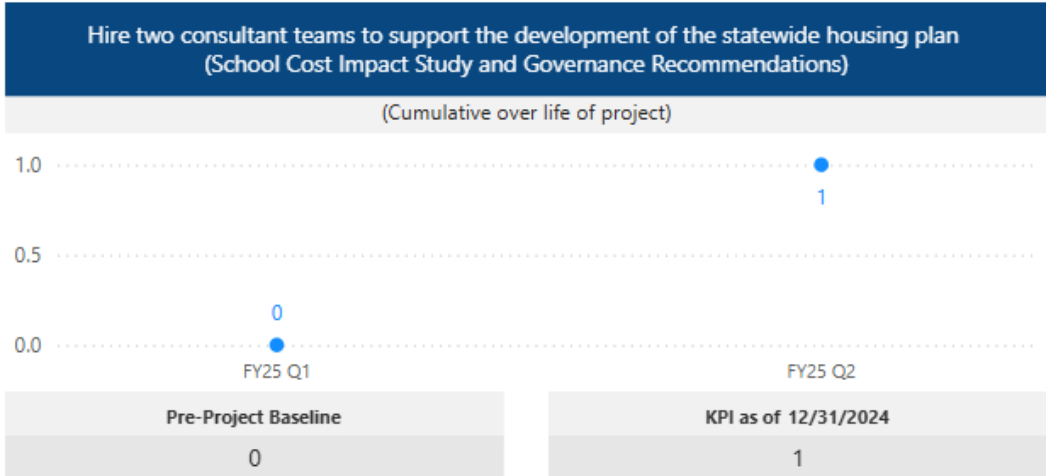 Hire two consultant teams to support the development of the statewide housing plan
(School Cost Impact Study and Governance Recommendations)
(Cumulative over life of project)
1.0
1
0.5
0
0.0
FY25 Q1
FY25 Q2
Pre-Project Baseline
KPI as of 12/31/2024
0
1